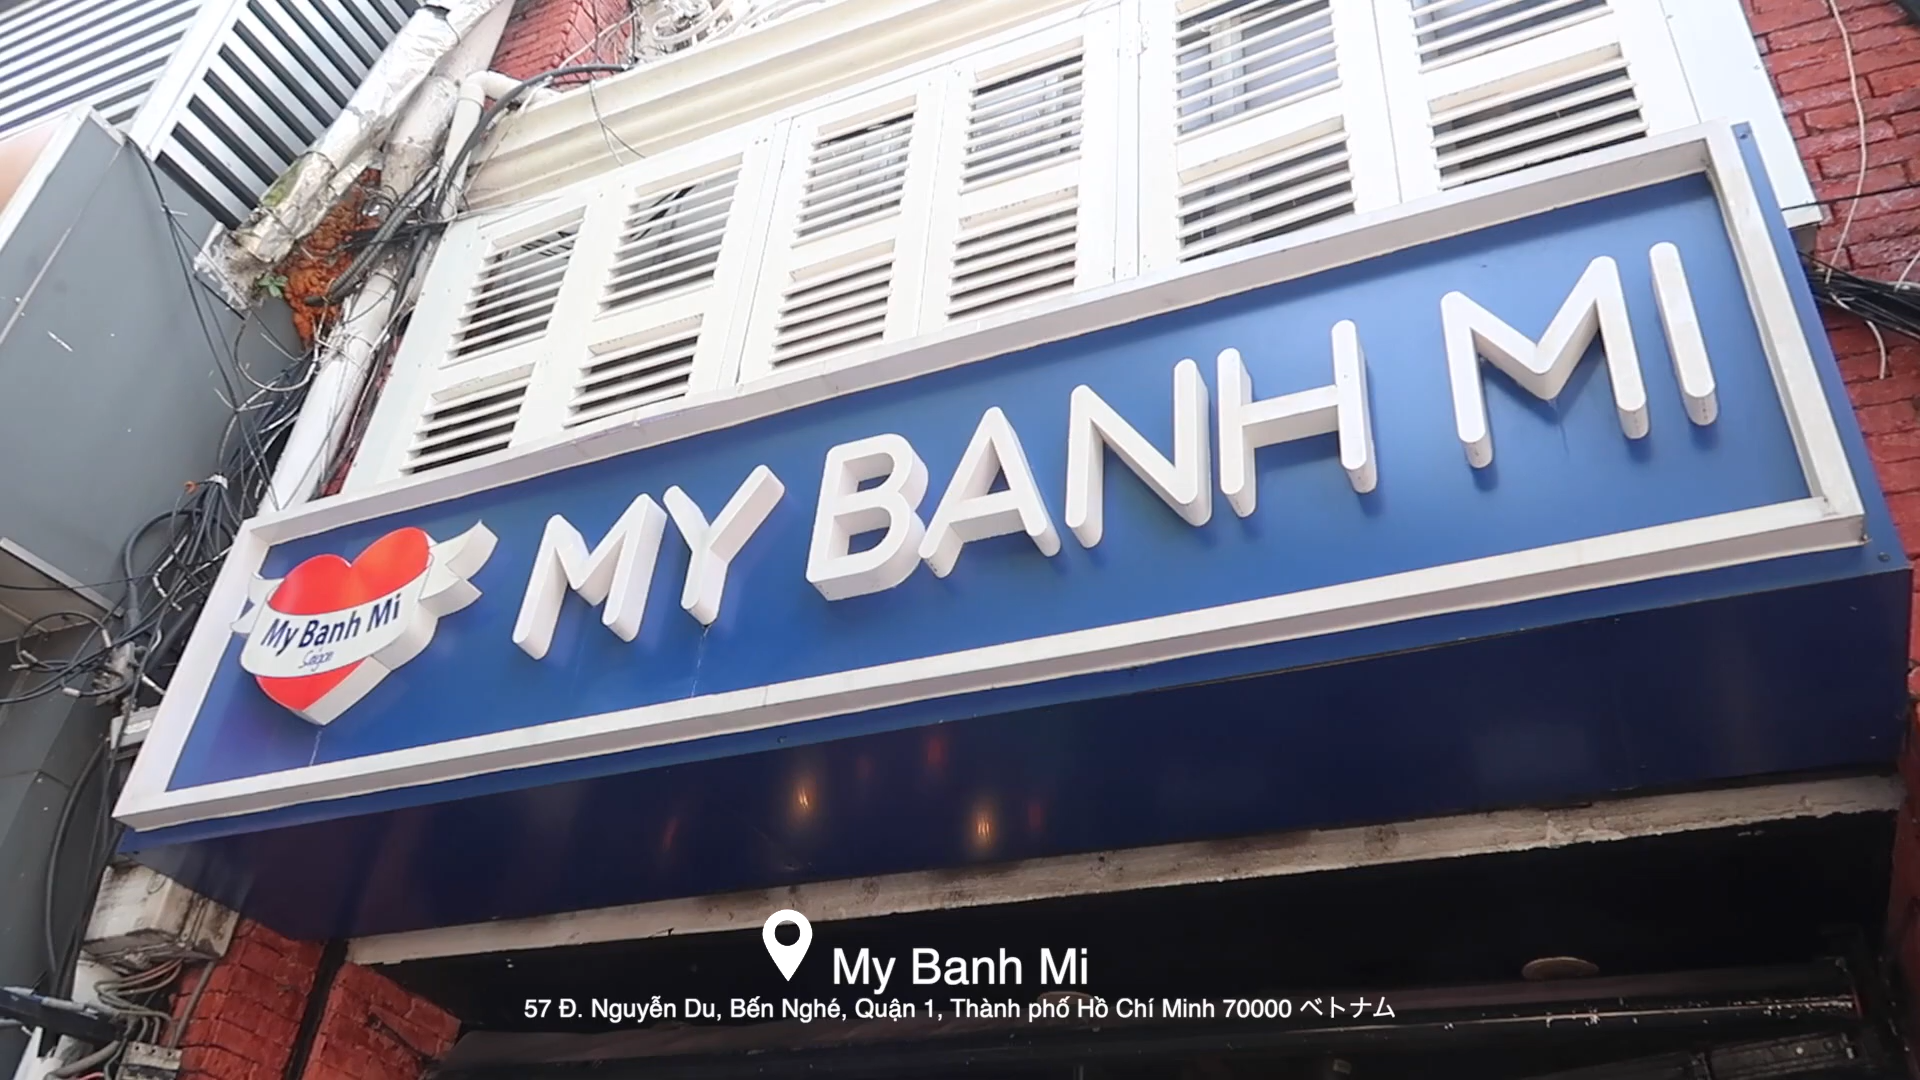 MY BANH MI
My Banh Mi
Saigon
My Banh Mi
57 Đ. Nguyễn Du, Bến Nghé, Quận 1, Thành phố Hồ Chí Minh 70000 ベトナム